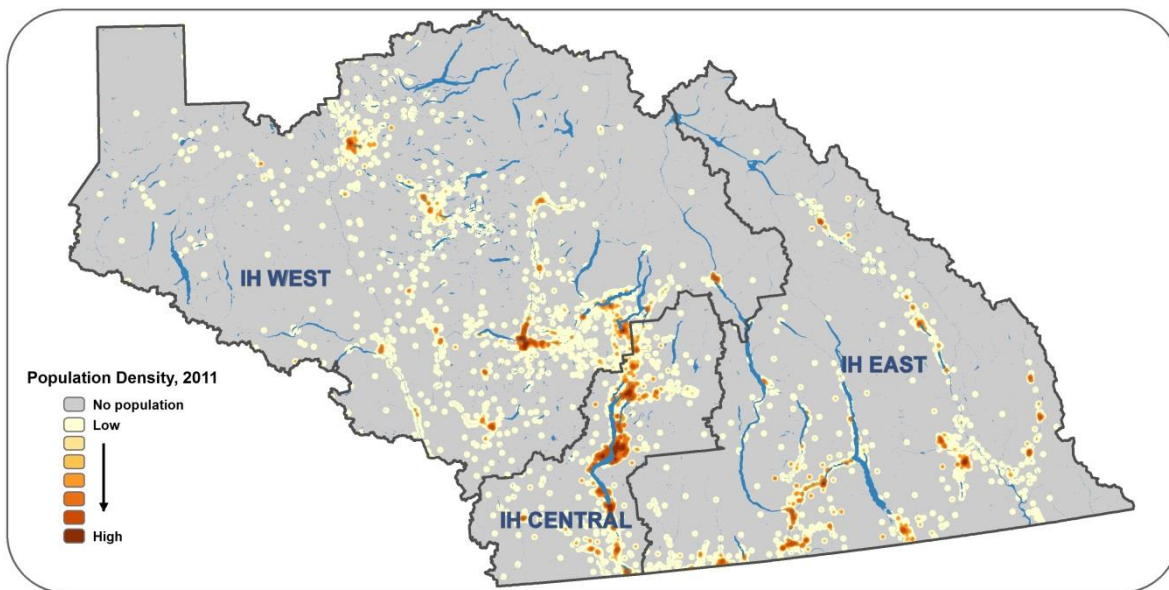 IH WEST
IH EAST
Population Density, 2011
No population
Low
High
IH CENTRAL